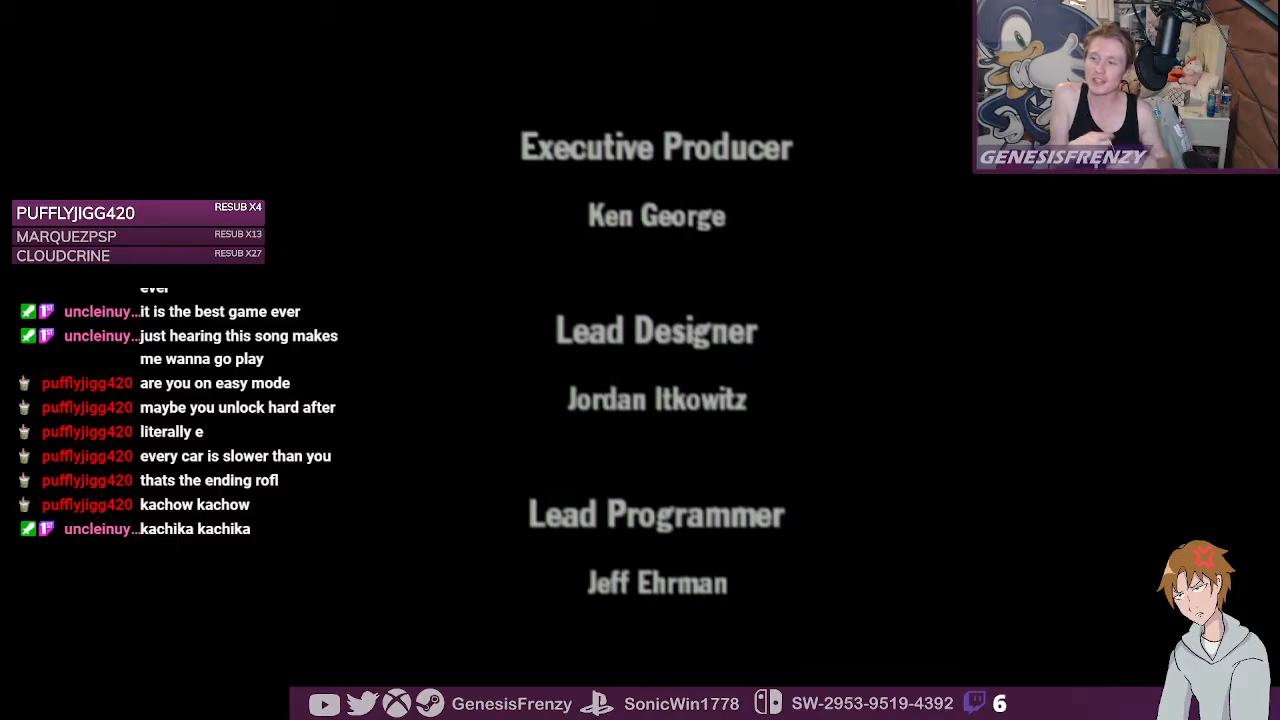 Executive Producer
Ken George
Lead Designer
Jordan Itkowitz
Lead Programmer
Jeff Ehrman
GENESISFRENZY
PUFFLYJIGG420 RESUB X4
MARQUEZPSP RESUB X13
CLOUDCRINE RESUB X27
ever
uncleinuy... it is the best game ever
uncleinuy... just hearing this song makes
me wanna go play
pufflyjigg420 are you on easy mode
pufflyjigg420 maybe you unlock hard after
pufflyjigg420 literally e
pufflyjigg420 every car is slower than you
pufflyjigg420 thats the ending rofl
pufflyjigg420 kachow kachow
uncleinuy... kachika kachika
GenesisFrenzy SonicWin1778 SW-2953-9519-4392 6